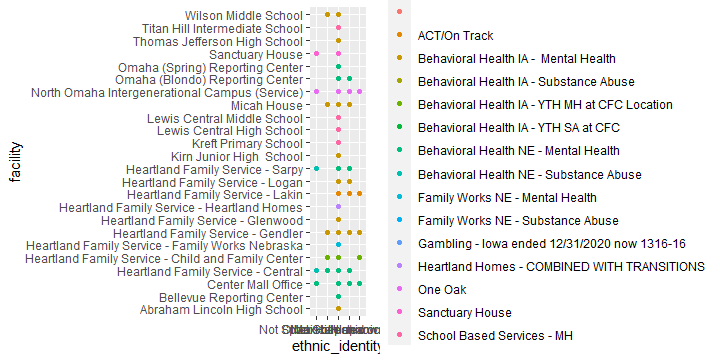 Wilson Middle School
Titan Hill Intermediate School
Thomas Jefferson High School
Sanctuary House
Omaha (Spring) Reporting Center
Omaha (Blondo) Reporting Center
North Omaha Intergenerational Campus (Service)
Micah House
Lewis Central Middle School
Lewis Central High School
Kreft Primary School
Kirn Junior High School
Heartland Family Service - Sarpy
Heartland Family Service - Logan
Heartland Family Service - Lakin
Heartland Family Service - Heartland Homes
Heartland Family Service - Glenwood
Heartland Family Service - Gendler
Heartland Family Service - Family Works Nebraska
Heartland Family Service - Child and Family Center
Heartland Family Service - Central
Center Mall Office
Bellevue Reporting Center
Abraham Lincoln High School
facility
Not
ethnic_identity
ACT/On Track
Behavioral Health IA - Mental Health
Behavioral Health IA - Substance Abuse
Behavioral Health IA - YTH MH at CFC Location
Behavioral Health IA - YTH SA at CFC
Behavioral Health NE - Mental Health
Behavioral Health NE - Substance Abuse
Family Works NE - Mental Health
Family Works NE - Substance Abuse
Gambling - Iowa ended 12/31/2020 now 1316-16
Heartland Homes - COMBINED WITH TRANSITIONS
One Oak
Sanctuary House
School Based Services - MH